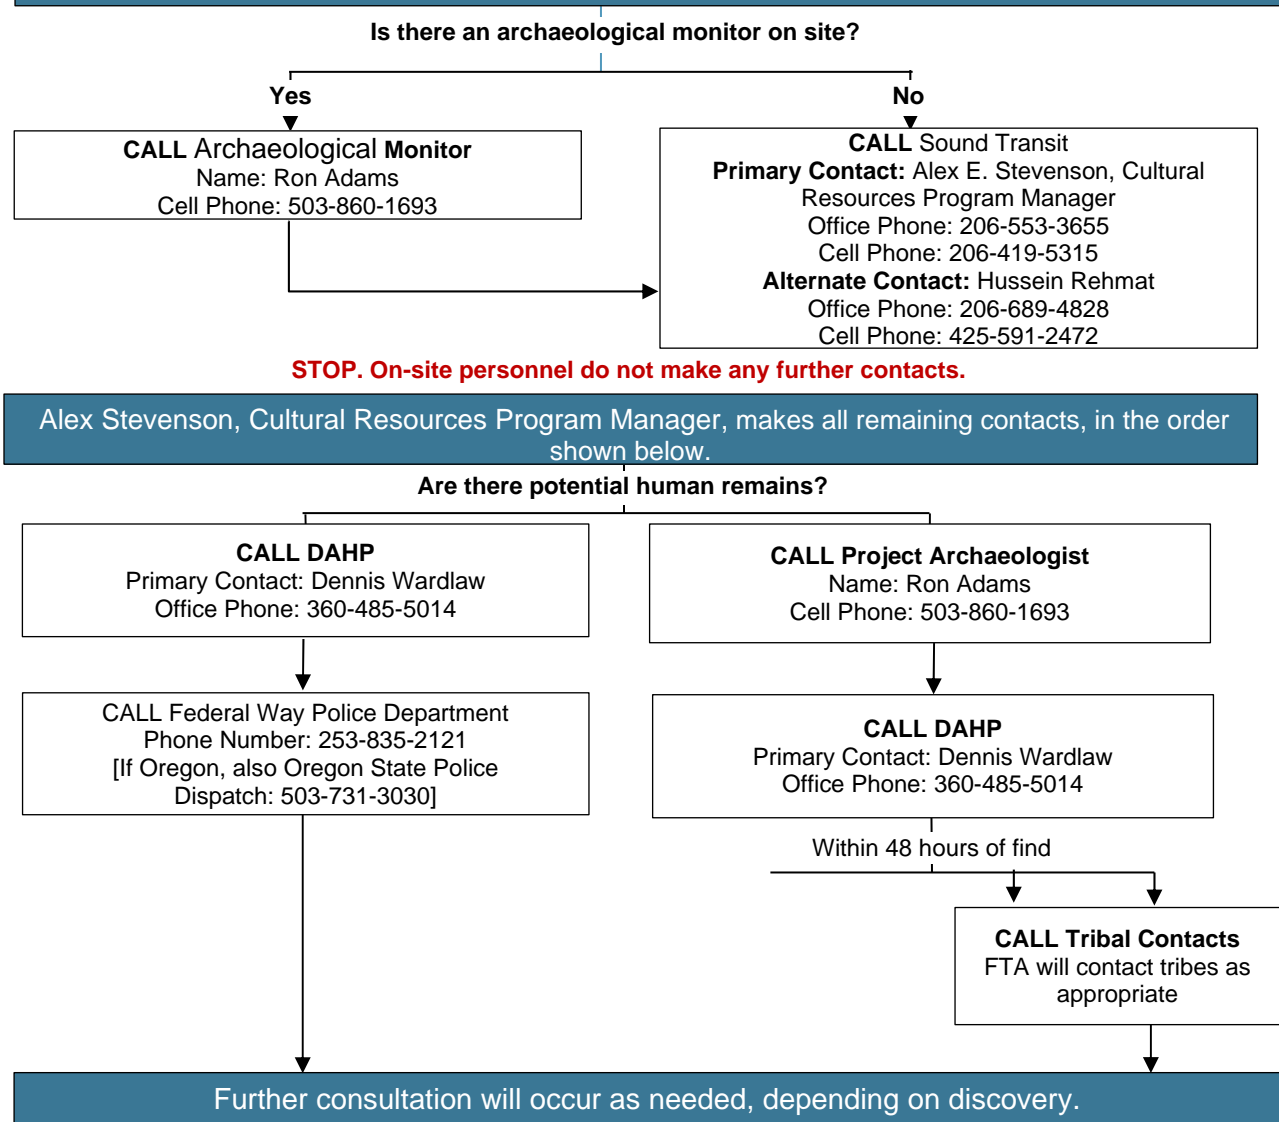 Is there an archaeological monitor on site?
Yes
No
CALL Archaeological Monitor
Name: Ron Adams
Cell Phone: 503-860-1693
CALL Sound Transit
Primary Contact: Alex E. Stevenson, Cultural
Resources Program Manager
Office Phone: 206-553-3655
Cell Phone: 206-419-5315
Alternate Contact: Hussein Rehmat
Office Phone: 206-689-4828
Cell Phone: 425-591-2472
STOP. On-site personnel do not make any further contacts.
Alex Stevenson, Cultural Resources Program Manager, makes all remaining contacts, in the order
shown below.
Are there potential human remains?
CALL DAHP
Primary Contact: Dennis Wardlaw
Office Phone: 360-485-5014
CALL Project Archaeologist
Name: Ron Adams
Cell Phone: 503-860-1693
CALL Federal Way Police Department
Phone Number: 253-835-2121
[If Oregon, also Oregon State Police
Dispatch: 503-731-3030]
CALL DAHP
Primary Contact: Dennis Wardlaw
Office Phone: 360-485-5014
Within 48 hours of find
CALL Tribal Contacts
FTA will contact tribes as
appropriate
Further consultation will occur as needed, depending on discovery.